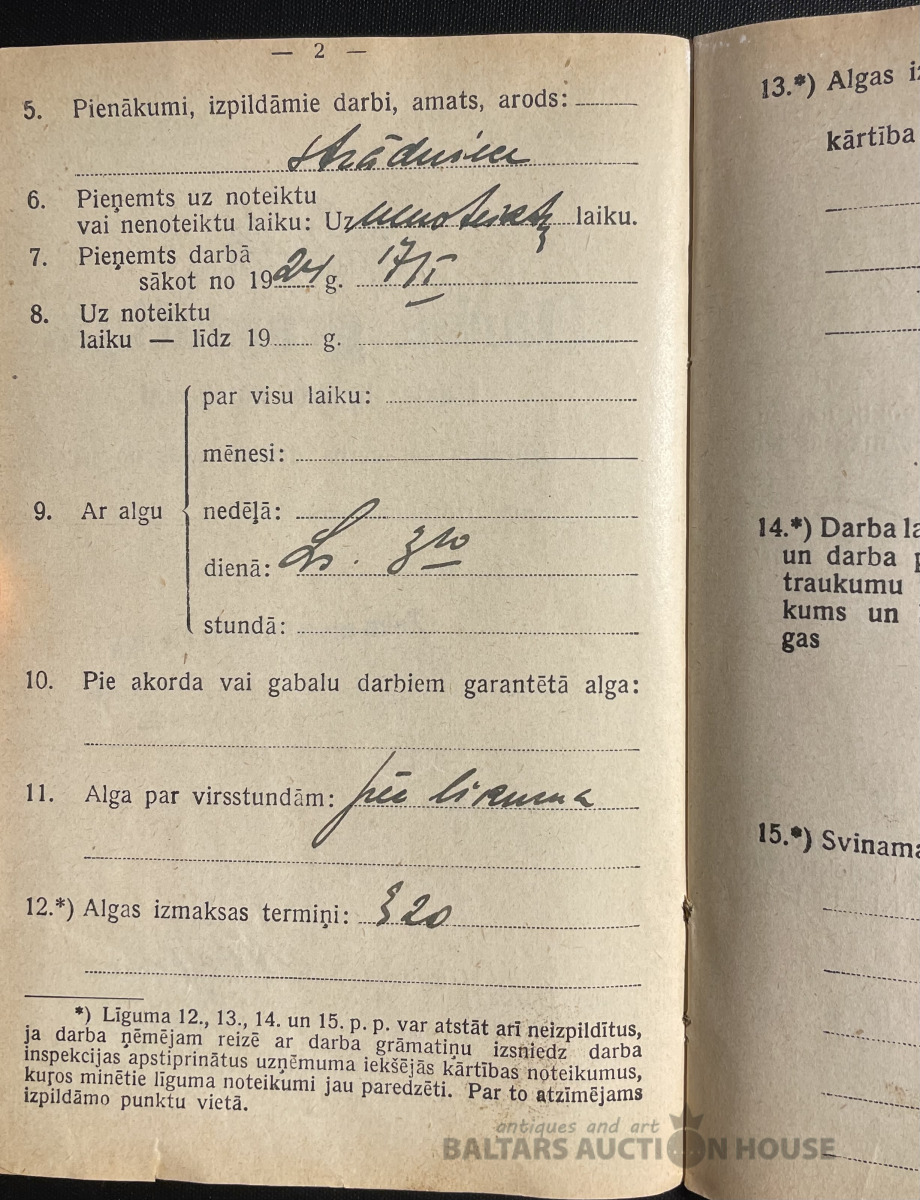 — 2 —
5. Pienākumi, izpildāmie darbi, amats, arods:
strādniece
6. Pieņemts uz noteiktu
vai nenoteiktu laiku: Uz nenoteiktu laiku.
7. Pieņemts darbā
sākot no 1924 g. 17/I
8. Uz noteiktu
laiku — līdz 19 g.
par visu laiku:
mēnesi:
9. Ar algu nedēļā:
dienā: Ls. 3
stundā:
10. Pie akorda vai gabalu darbiem garantētā alga:
11. Alga par virsstundām: pēc likuma
12.*) Algas izmaksas termiņi: § 20
*) Līguma 12., 13., 14. un 15. p. p. var atstāt arī neizpildītus,
ja darba ņēmējam reizē ar darba grāmatiņu izsniedz darba
inspekcijas apstiprinātus uzņēmuma iekšējās kārtības noteikumus,
kuŗos minētie līguma noteikumi jau paredzēti. Par to atzīmējams
izpildāmo punktu vietā.
13.*) Algas iz
kārtība
14.*) Darba la
un darba p
traukumu
kums un
gas
15.*) Svinama
antiques and art
BALTARS AUCTION HOUSE